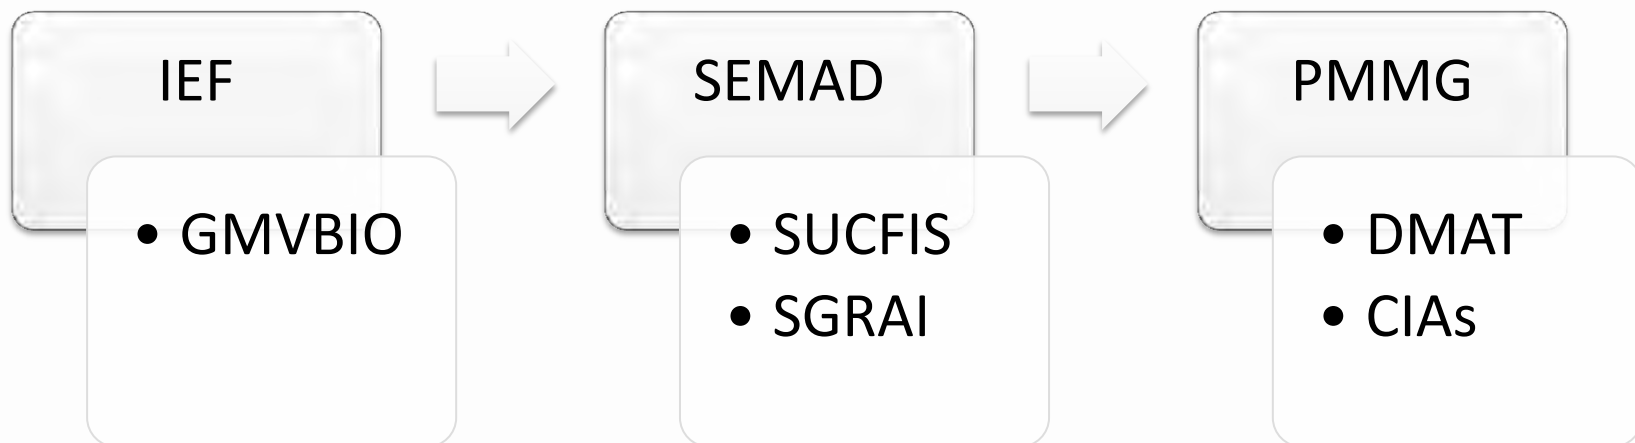 IEF
• GMVBIO
SEMAD
• SUCFIS
• SGRAI
PMMG
• DMAT
• CIAs